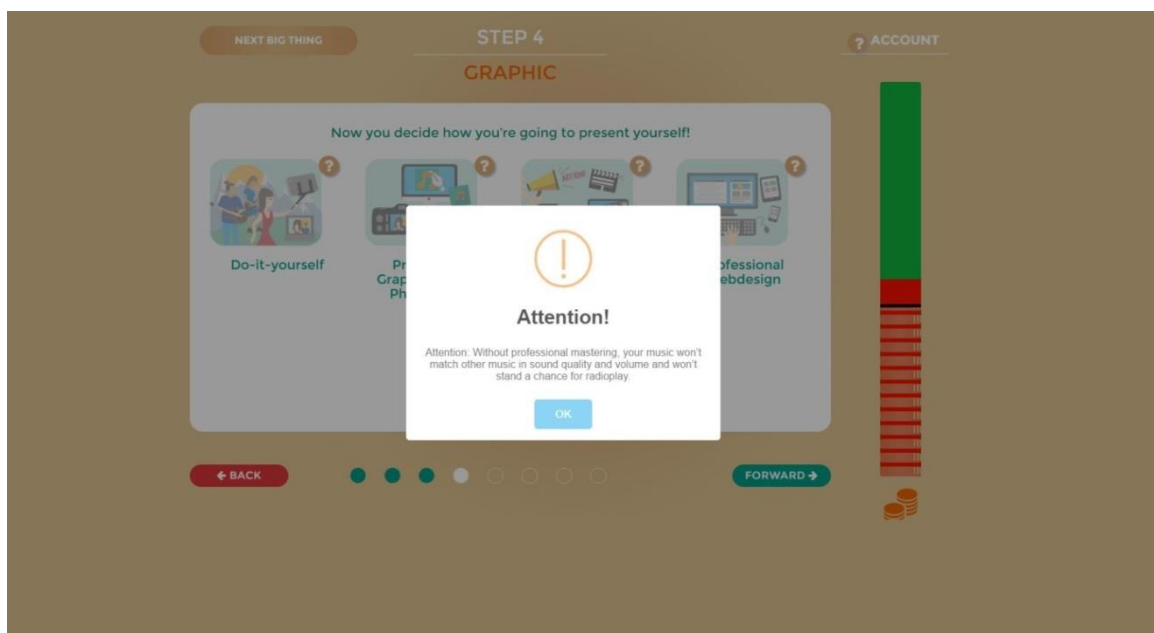 NEXT BIG THING
STEP 4
? ACCOUNT
GRAPHIC
Now you decide how you're going to present yourself!
? ? ? ?
Do-it-yourself
Attention!
Attention: Without professional mastering, your music won't
match other music in sound quality and volume and won't
stand a chance for radioplay.
OK
BACK
FORWARD